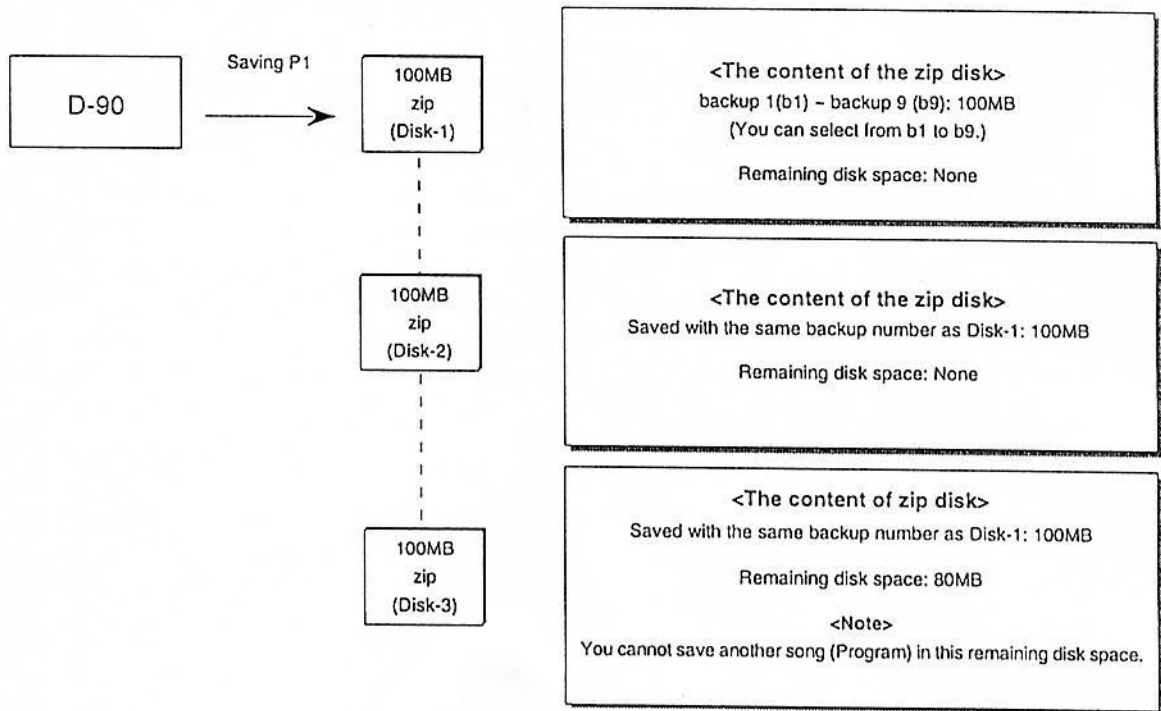 D-90
Saving P1
100MB
zip
(Disk-1)
<The content of the zip disk>
backup 1(b1) ~ backup 9 (b9): 100MB
(You can select from b1 to b9.)
Remaining disk space: None
100MB
zip
(Disk-2)
<The content of the zip disk>
Saved with the same backup number as Disk-1: 100MB
Remaining disk space: None
100MB
zip
(Disk-3)
<The content of zip disk>
Saved with the same backup number as Disk-1: 100MB
Remaining disk space: 80MB
<Note>
You cannot save another song (Program) in this remaining disk space.